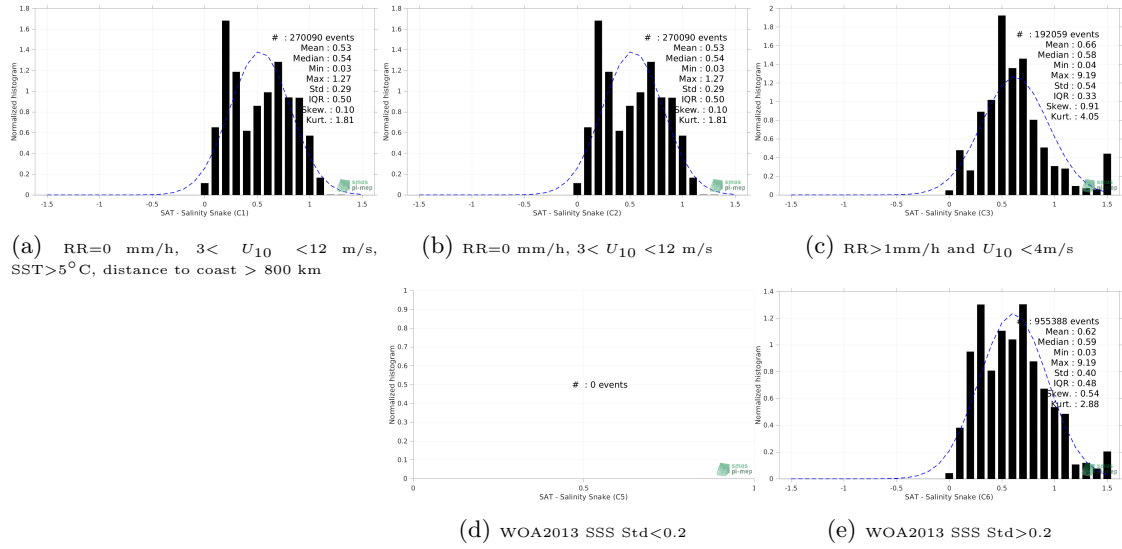 1.8
1.6
1.4
1.2
1
0.8
0.6
0.4
0.2
0
Normalized histogram
# : 270090 events
Mean : 0.53
Median : 0.54
Min : 0.03
Max : 1.27
Std : 0.29
IQR : 0.50
Skew. : 0.10
Kurt. : 1.81
smos
pi-mep
-1.5 -1 -0.5 0 0.5 1 1.5
SAT - Salinity Snake (C1)
(a) RR=0 mm/h, 3< U10 <12 m/s,
SST>5°C, distance to coast > 800 km
1.8
1.6
1.4
1.2
1
0.8
0.6
0.4
0.2
0
Normalized histogram
# : 270090 events
Mean : 0.53
Median : 0.54
Min : 0.03
Max : 1.27
Std : 0.29
IQR : 0.50
Skew. : 0.10
Kurt. : 1.81
smos
pi-mep
-1.5 -1 -0.5 0 0.5 1 1.5
SAT - Salinity Snake (C2)
(b) RR=0 mm/h, 3< U10 <12 m/s
2
1.8
1.6
1.4
1.2
1
0.8
0.6
0.4
0.2
0
Normalized histogram
# : 192059 events
Mean : 0.66
Median : 0.58
Min : 0.04
Max : 9.19
Std : 0.54
IQR : 0.33
Skew. : 0.91
Kurt. : 4.05
smos
pi-mep
-1.5 -1 -0.5 0 0.5 1 1.5
SAT - Salinity Snake (C3)
(c) RR>1mm/h and U10 <4m/s
1
0.9
0.8
0.7
0.6
0.5
0.4
0.3
0.2
0.1
0
Normalized histogram
# : 0 events
smos
pi-mep
0 0.5 1
SAT - Salinity Snake (C5)
(d) WOA2013 SSS Std<0.2
1.4
1.2
1
0.8
0.6
0.4
0.2
0
Normalized histogram
# : 955388 events
Mean : 0.62
Median : 0.59
Min : 0.03
Max : 9.19
Std : 0.40
IQR : 0.48
Skew. : 0.54
Kurt. : 2.88
smos
pi-mep
-1.5 -1 -0.5 0 0.5 1 1.5
SAT - Salinity Snake (C6)
(e) WOA2013 SSS Std>0.2